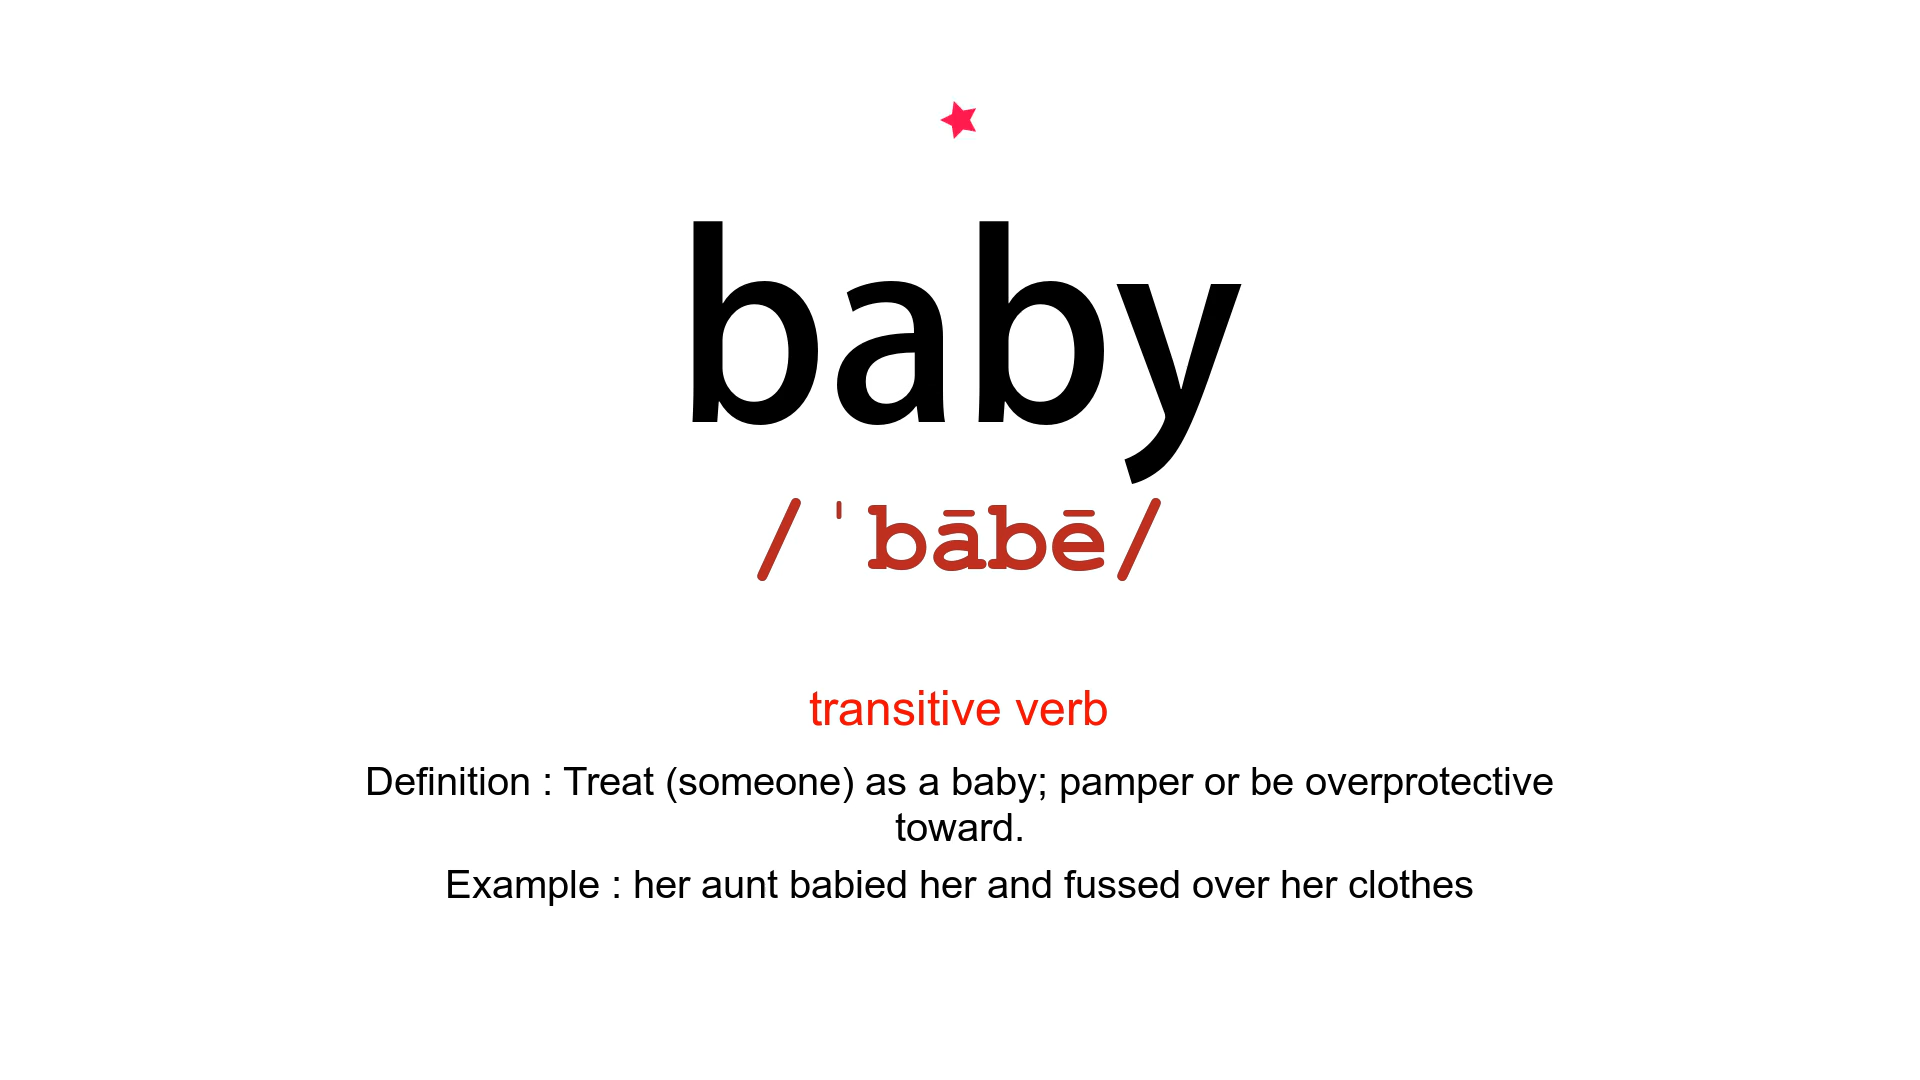 baby
/ˈbābē/
transitive verb
Definition : Treat (someone) as a baby; pamper or be overprotective
toward.
Example : her aunt babied her and fussed over her clothes